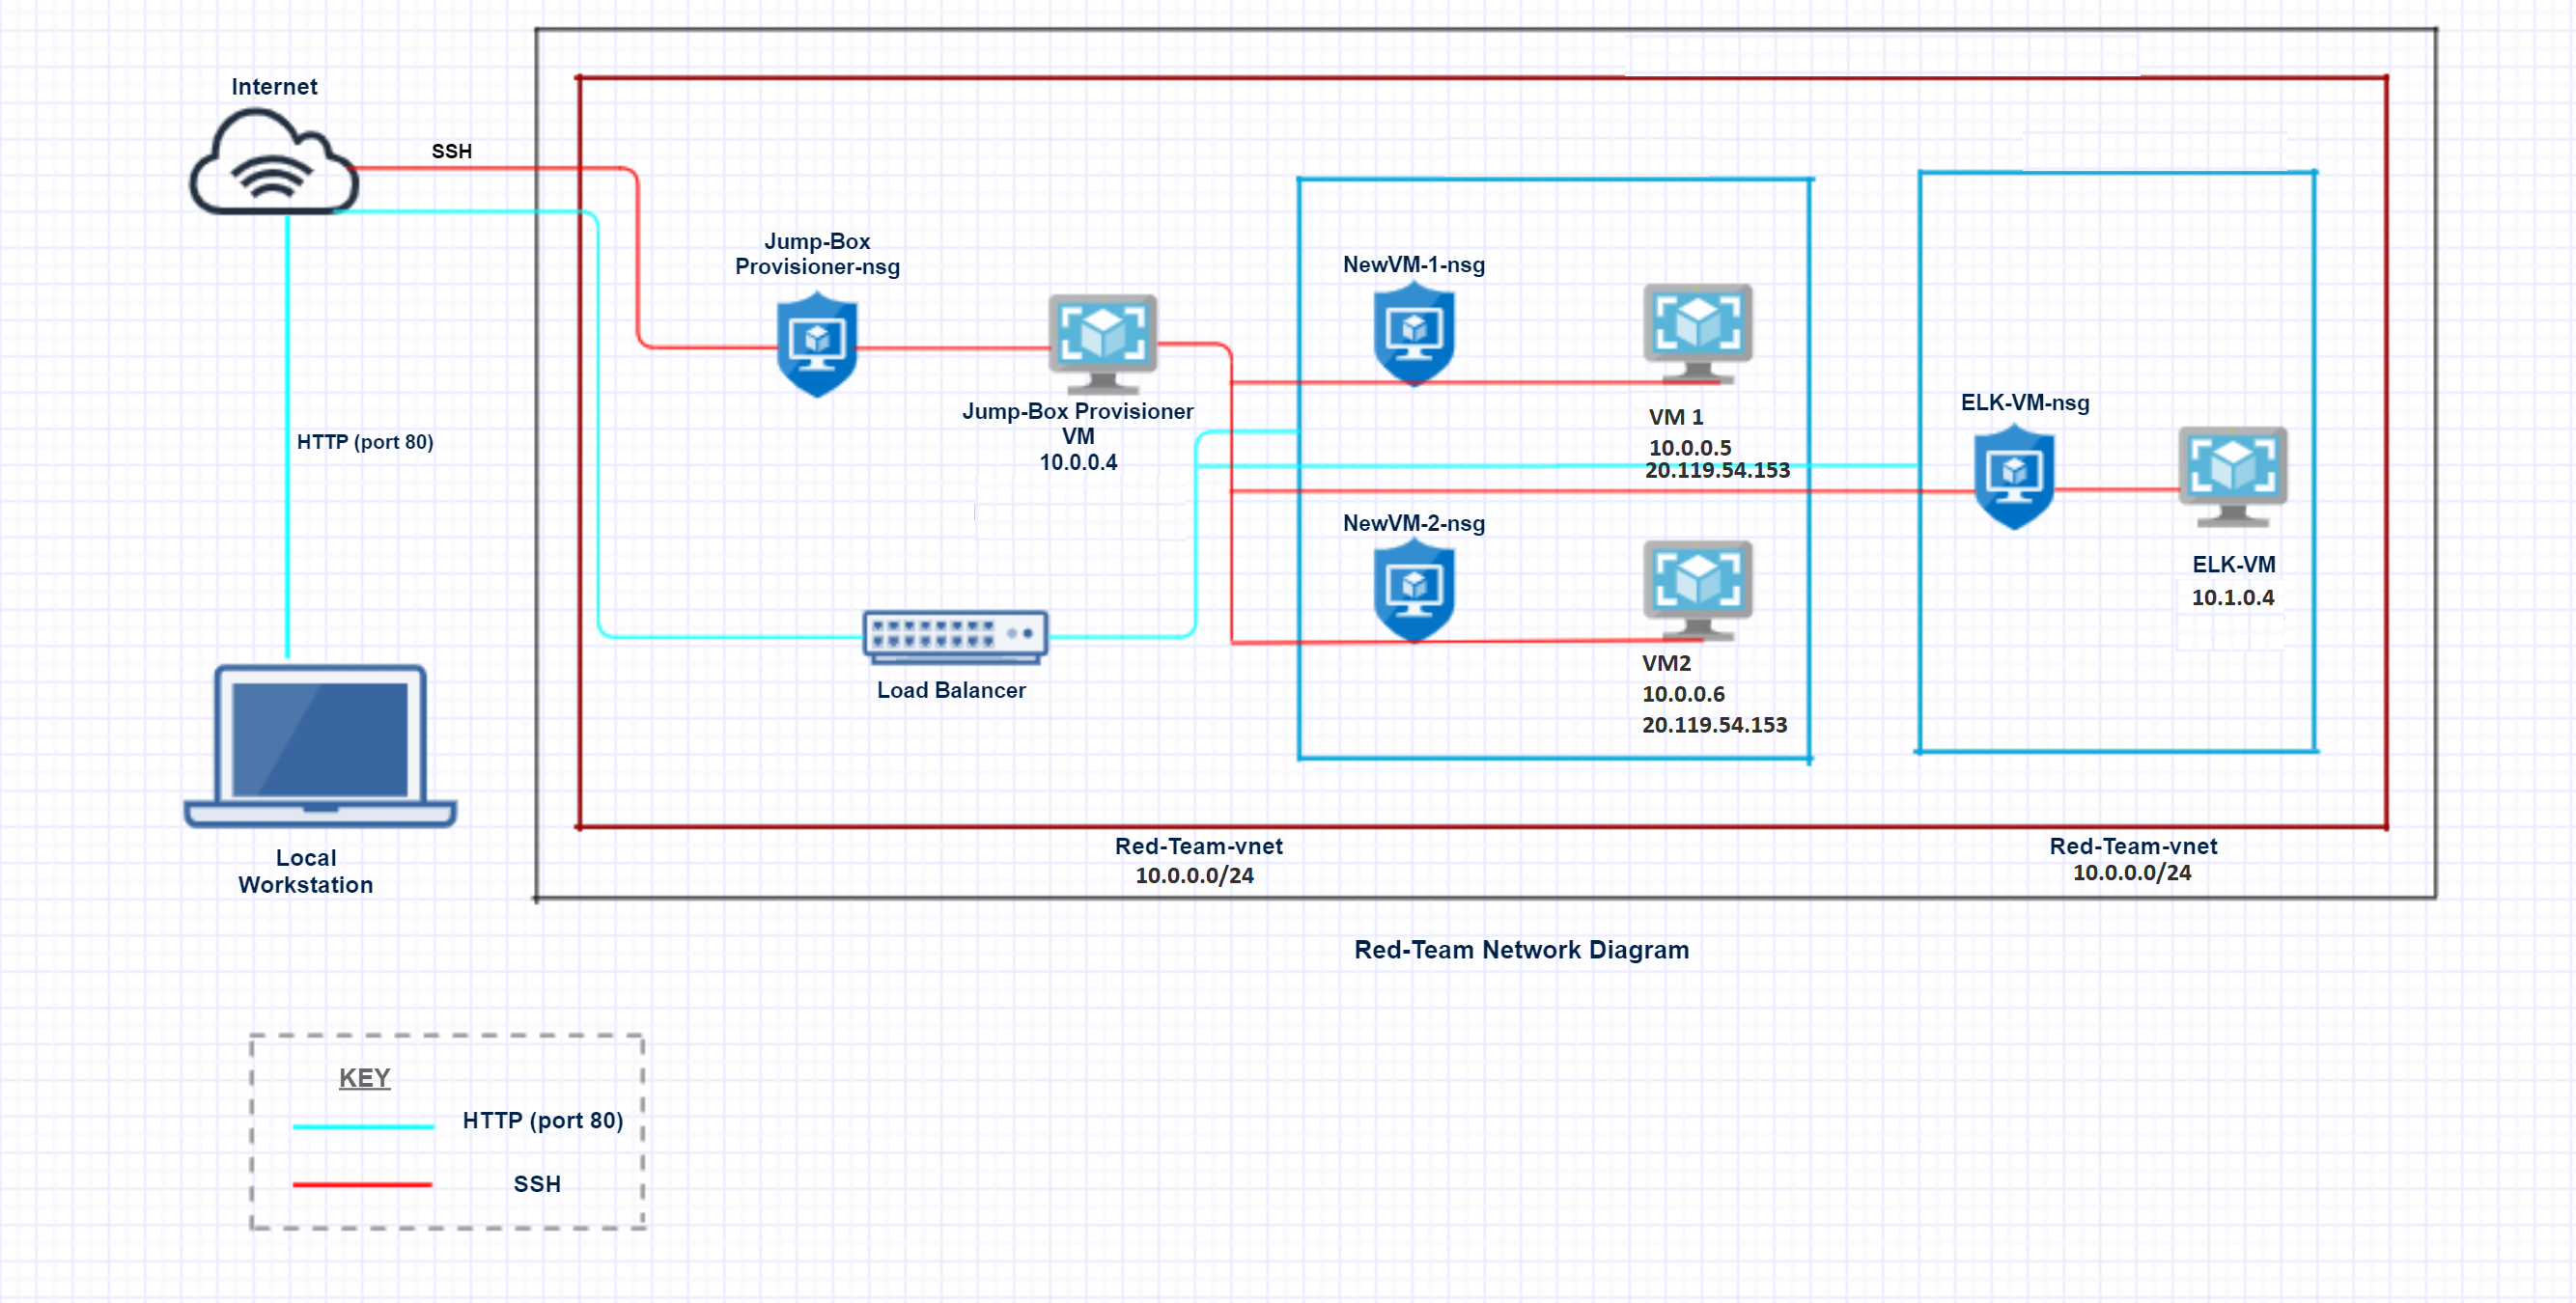 Internet
SSH
HTTP (port 80)
Local
Workstation
Jump-Box
Provisioner-nsg
Jump-Box Provisioner
VM
10.0.0.4
Load Balancer
NewVM-1-nsg
VM 1
10.0.0.5
20.119.54.153
NewVM-2-nsg
VM2
10.0.0.6
20.119.54.153
ELK-VM-nsg
ELK-VM
10.1.0.4
Red-Team-vnet
10.0.0.0/24
Red-Team-vnet
10.0.0.0/24
Red-Team Network Diagram
KEY
HTTP (port 80)
SSH